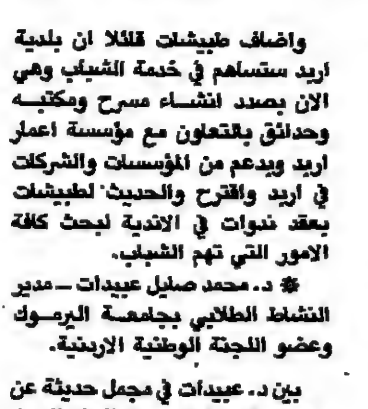 واضاف طبيشات قائلا ان بلدية
اربد ستساهم في خدمة الشباب وهي
الان بصدد انشاء مسرح ومكتبه
وحدائق بالتعاون مع مؤسسة اعمار
اربد وبدعم من المؤسسات والشركات
في اربد واقترح والحديث لطبيشات
بعقد ندوات في الاندية لبحث كافة
الامور التي تهم الشباب.
* د. محمد صايل عبيدات ــ مدير
النشاط الطلابي بجامعة اليرموك
وعضو اللجنة الوطنية الاردنية.
بين د. عبيدات في مجمل حديثة عن